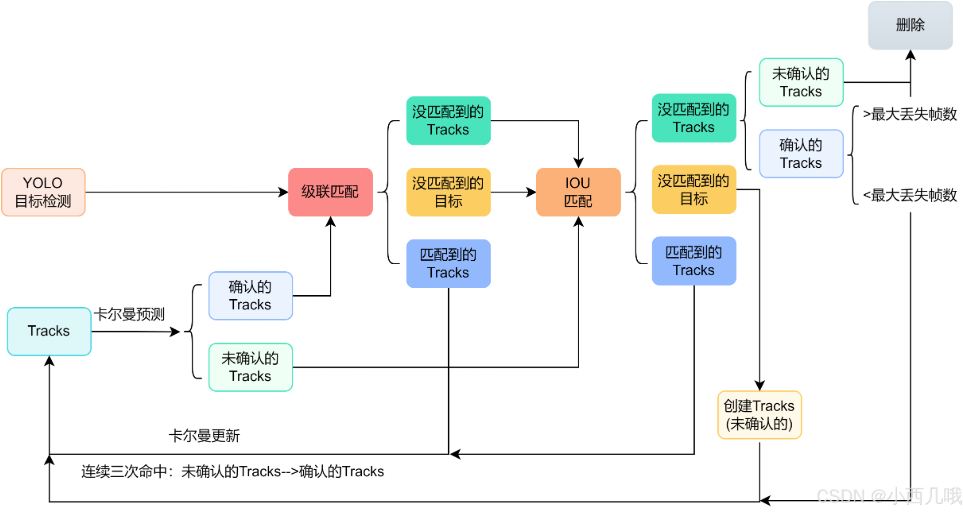 删除
未确认的
Tracks
没匹配到的
Tracks
没匹配到的
Tracks
>最大丢失帧数
确认的
Tracks
YOLO
目标检测
级联匹配
没匹配到的
目标
IOU
匹配
没匹配到的
目标
<最大丢失帧数
匹配到的
Tracks
匹配到的
Tracks
确认的
Tracks
Tracks
卡尔曼预测
未确认的
Tracks
创建Tracks
(未确认的)
卡尔曼更新
连续三次命中：未确认的Tracks-->确认的Tracks
CSDN @小西几哦